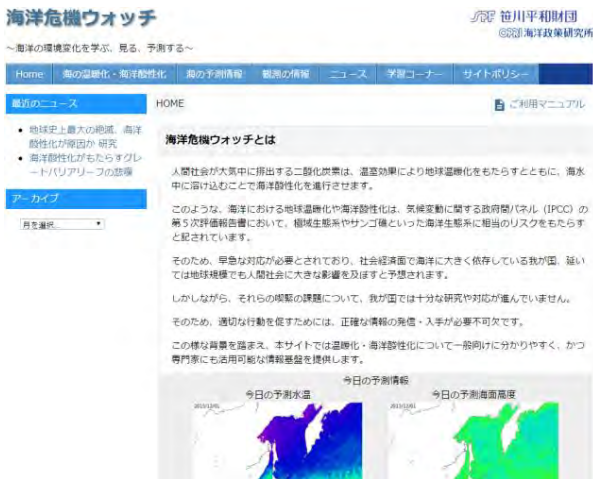 海洋危機ウォッチ
SPF 笹川平和財団
OPRI 海洋政策研究所
～海洋の環境変化を学ぶ、見る、予測する～
Home 海の温暖化・海洋酸性化 海の予測情報 観測の情報 ニュース 学習コーナー サイトポリシー
最近のニュース
HOME
ご利用マニュアル
地球史上最大の絶滅、海洋
酸性化が原因か 研究
海洋酸性化がもたらすグレ
ートバリアリーフの悲嘆
アーカイブ
月を選択...
海洋危機ウォッチとは
人間社会が大気中に排出する二酸化炭素は、温室効果により地球温暖化をもたらすとともに、海水
中に溶け込むことで海洋酸性化を進行させます。
このような、海洋における地球温暖化や海洋酸性化は、気候変動に関する政府間パネル（IPCC）の
第５次評価報告書において、極域生態系やサンゴ礁といった海洋生態系に相当のリスクをもたらす
と記されています。
そのため、早急な対応が必要とされており、社会経済面で海洋に大きく依存している我が国、延い
ては地球規模でも人間社会に大きな影響を及ぼすと予想されます。
しかしながら、それらの喫緊の課題について、我が国では十分な研究や対応が進んでいません。
そのため、適切な行動を促すためには、正確な情報の発信・入手が必要不可欠です。
この様な背景を踏まえ、本サイトでは温暖化・海洋酸性化について一般向けに分かりやすく、かつ
専門家にも活用可能な情報基盤を提供します。
今日の予測情報
今日の予測水温
今日の予測海面高度
2015/12/01
2015/12/01